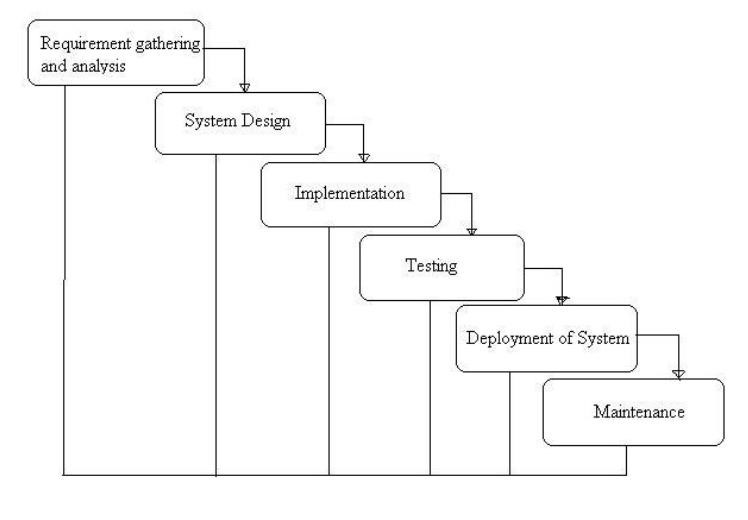 Requirement gathering
and analysis
System Design
Implementation
Testing
Deployment of System
Maintenance